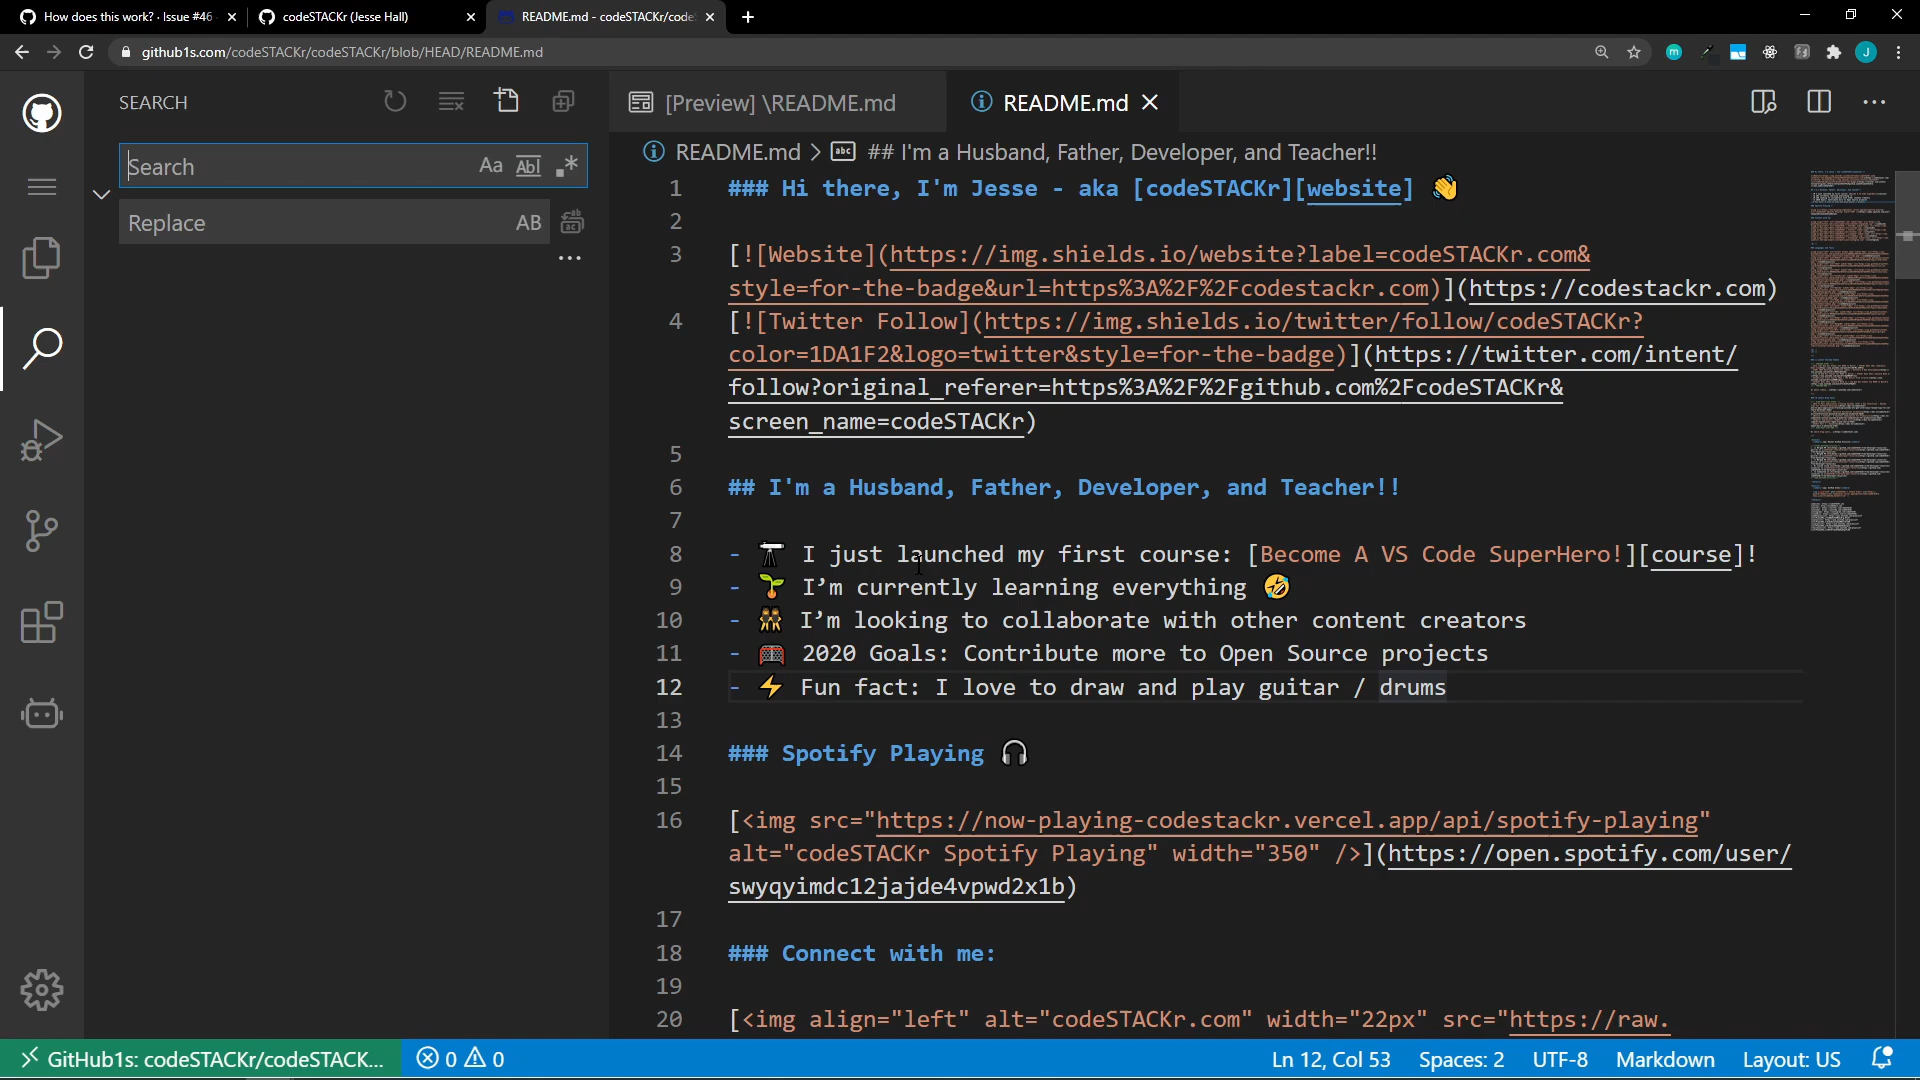 How does this work? · Issue #46
codeSTACKr (Jesse Hall)
README.md - codeSTACKr/code
github1s.com/codeSTACKr/codeSTACKr/blob/HEAD/README.md
m
J
SEARCH
[Preview] \README.md
README.md
Search
Aa
Abl
.*
README.md > abc ## I'm a Husband, Father, Developer, and Teacher!!
Replace
AB
1 ### Hi there, I'm Jesse - aka [codeSTACKr][website] 👋
2
3 [![Website](https://img.shields.io/website?label=codeSTACKr.com&
style=for-the-badge&url=https%3A%2F%2Fcodestackr.com)](https://codestackr.com)
4 [![Twitter Follow](https://img.shields.io/twitter/follow/codeSTACKr?
color=1DA1F2&logo=twitter&style=for-the-badge)](https://twitter.com/intent/
follow?original_referer=https%3A%2F%2Fgithub.com%2FcodeSTACKr&
screen_name=codeSTACKr)
5
6 ## I'm a Husband, Father, Developer, and Teacher!!
7
8 - 🔭 I just launched my first course: [Become A VS Code SuperHero!][course]!
9 - 🌱 I’m currently learning everything 🤣
10 - 👯 I’m looking to collaborate with other content creators
11 - 🥅 2020 Goals: Contribute more to Open Source projects
12 - ⚡ Fun fact: I love to draw and play guitar / drums
13
14 ### Spotify Playing 🎧
15
16 [<img src="https://now-playing-codestackr.vercel.app/api/spotify-playing"
alt="codeSTACKr Spotify Playing" width="350" />](https://open.spotify.com/user/
swyqyimdc12jajde4vpwd2x1b)
17
18 ### Connect with me:
19
20 [<img align="left" alt="codeSTACKr.com" width="22px" src="https://raw.
GitHub1s: codeSTACKr/codeSTACK...
0
0
Ln 12, Col 53
Spaces: 2
UTF-8
Markdown
Layout: US